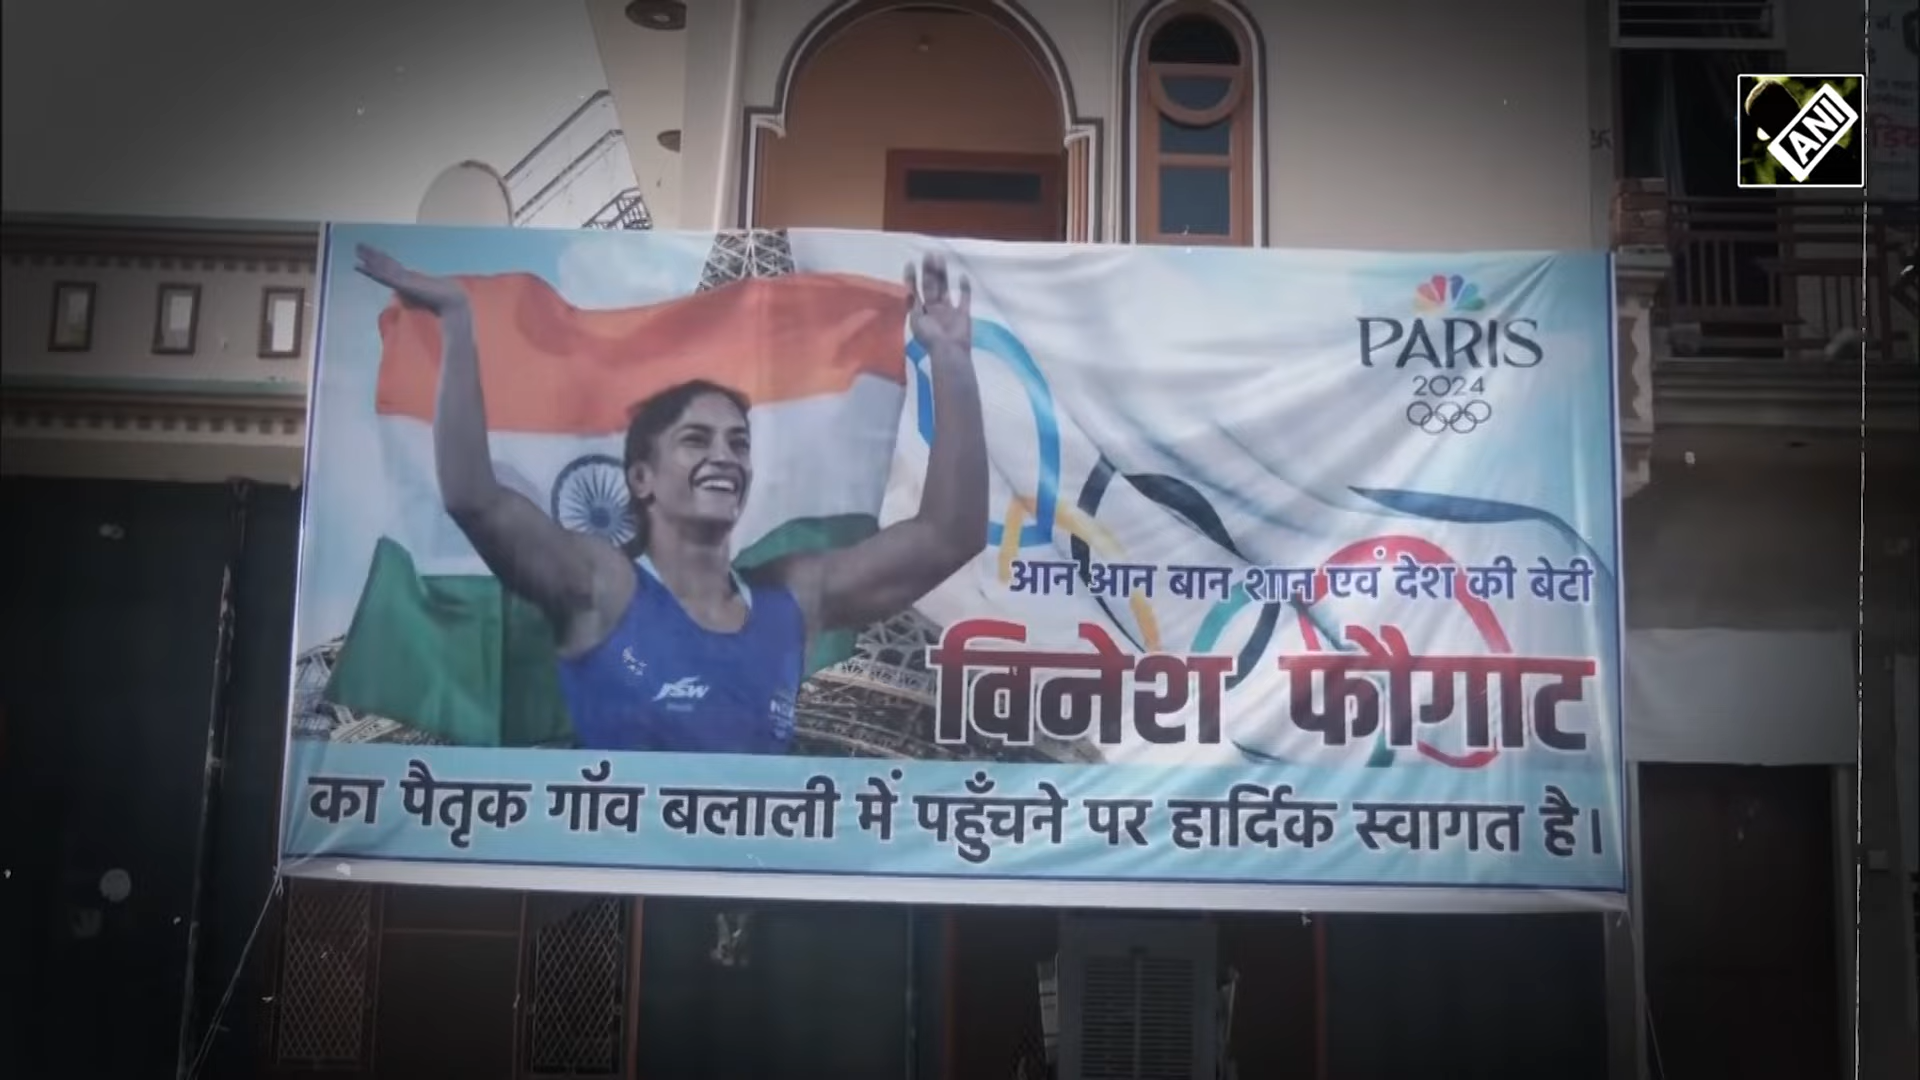 ANI
PARIS
2024
आन आन बान शान एवं देश की बेटी
विनेश फौगाट
JSW
का पैतृक गॉव बलाली में पहुँचने पर हार्दिक स्वागत है।